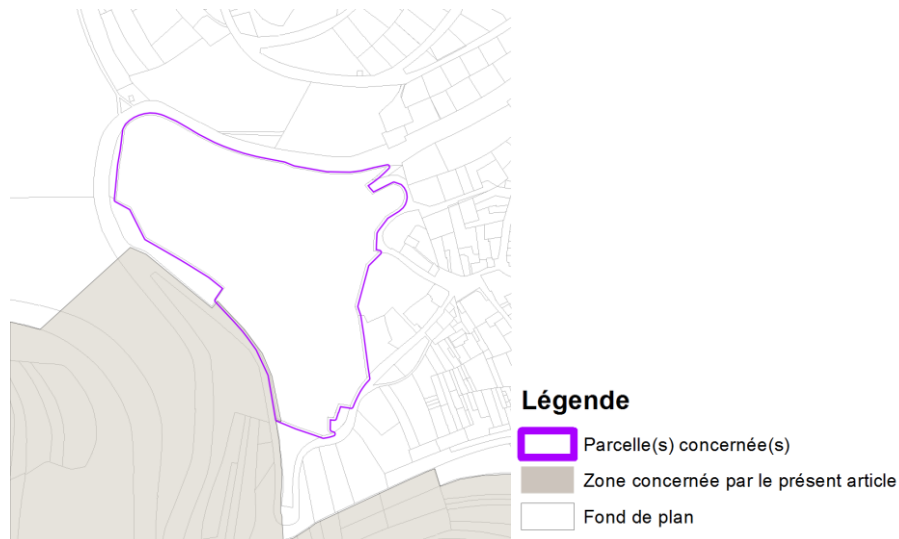 Légende
Parcelle(s) concernée(s)
Zone concernée par le présent article
Fond de plan